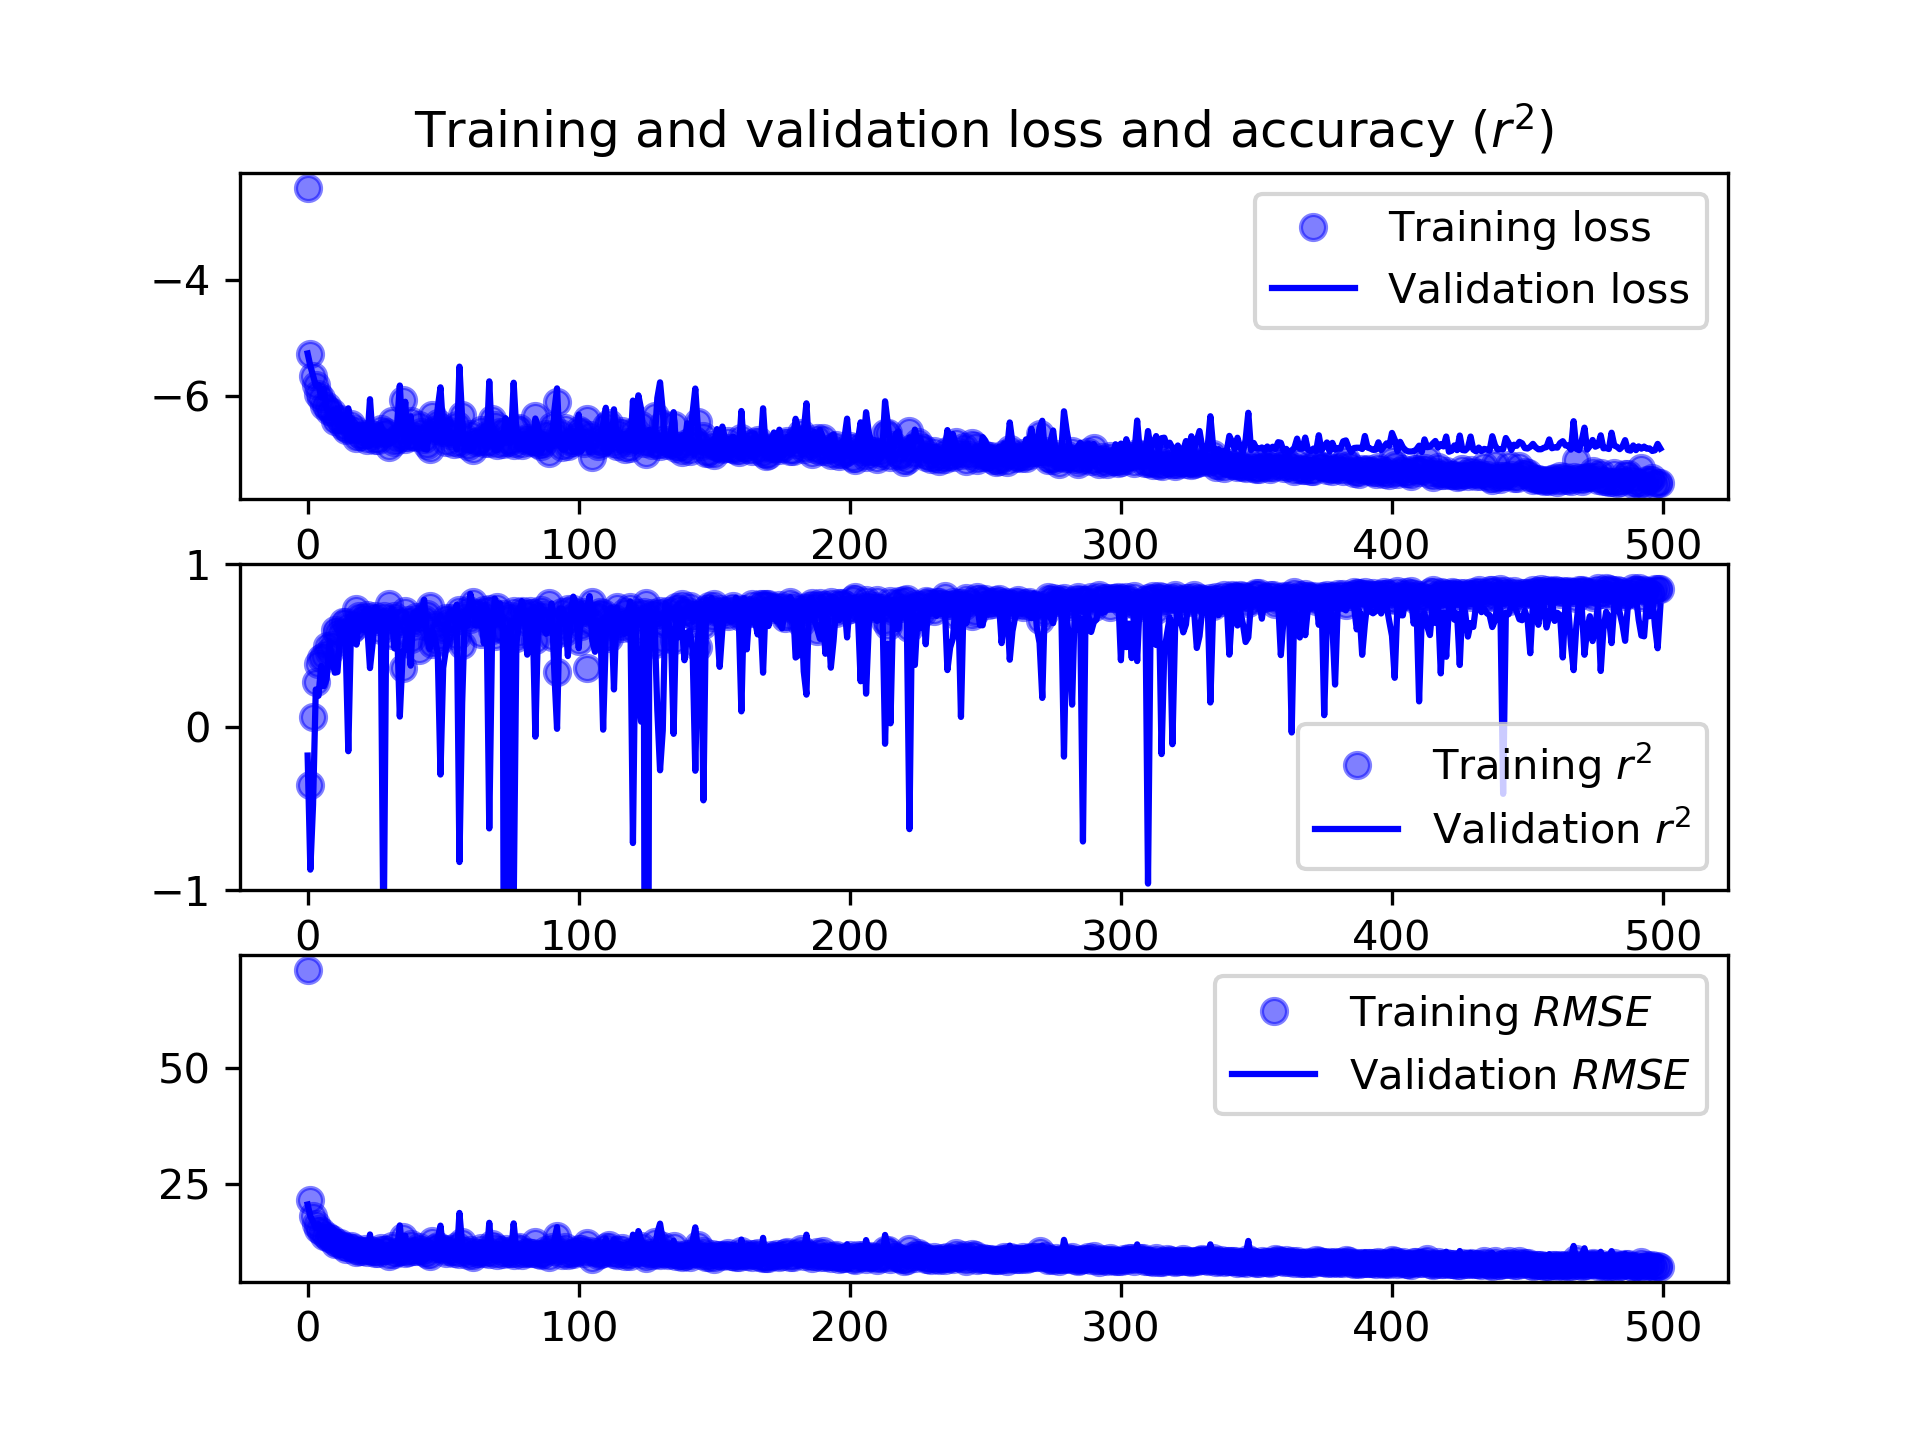 Training and validation loss and accuracy (r²)
Training loss
Validation loss
−4
−6
0 100 200 300 400 500
1
0
−1
Training r²
Validation r²
0 100 200 300 400 500
50
25
Training RMSE
Validation RMSE
0 100 200 300 400 500